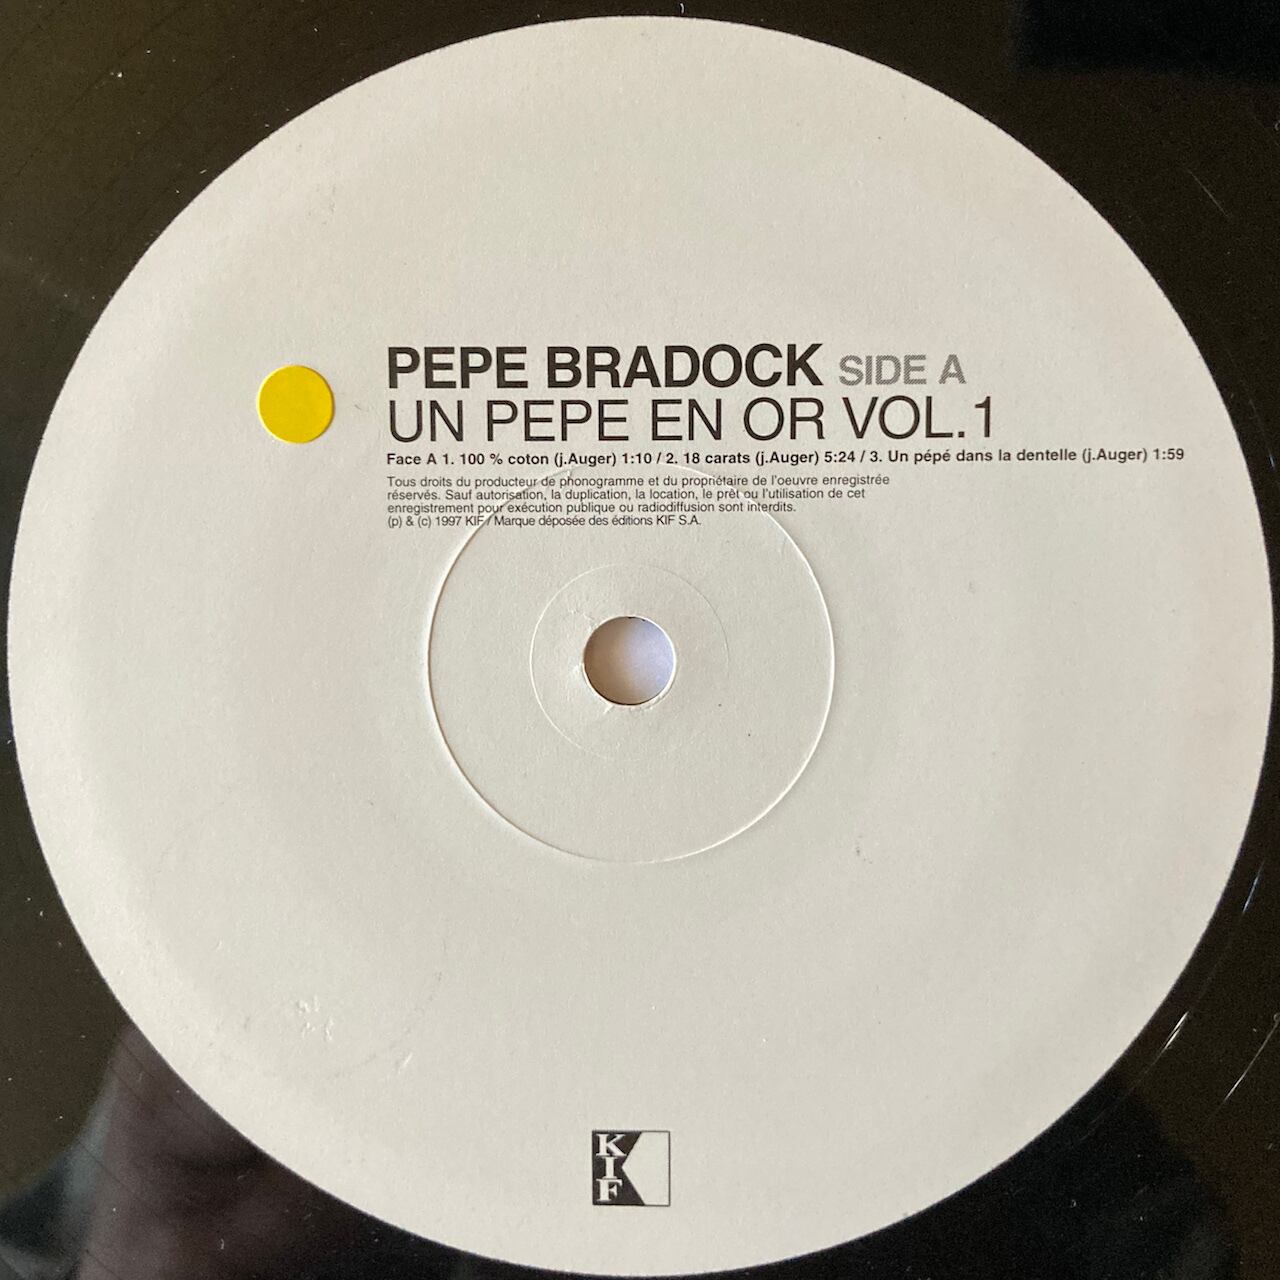 PEPE BRADOCK SIDE A
UN PEPE EN OR VOL.1
Face A 1. 100 % coton (j.Auger) 1:10 / 2. 18 carats (j.Auger) 5:24 / 3. Un pépé dans la dentelle (j.Auger) 1:59
Tous droits du producteur de phonogramme et du propriétaire de l'oeuvre enregistrée
réservés. Sauf autorisation, la duplication, la location, le prèt ou l'utilisation de cet
enregistrement pour exécution publique ou radiodiffusion sont interdits.
(p) & (c) 1997 KIF / Marque déposée des éditions KIF S.A.
KIF